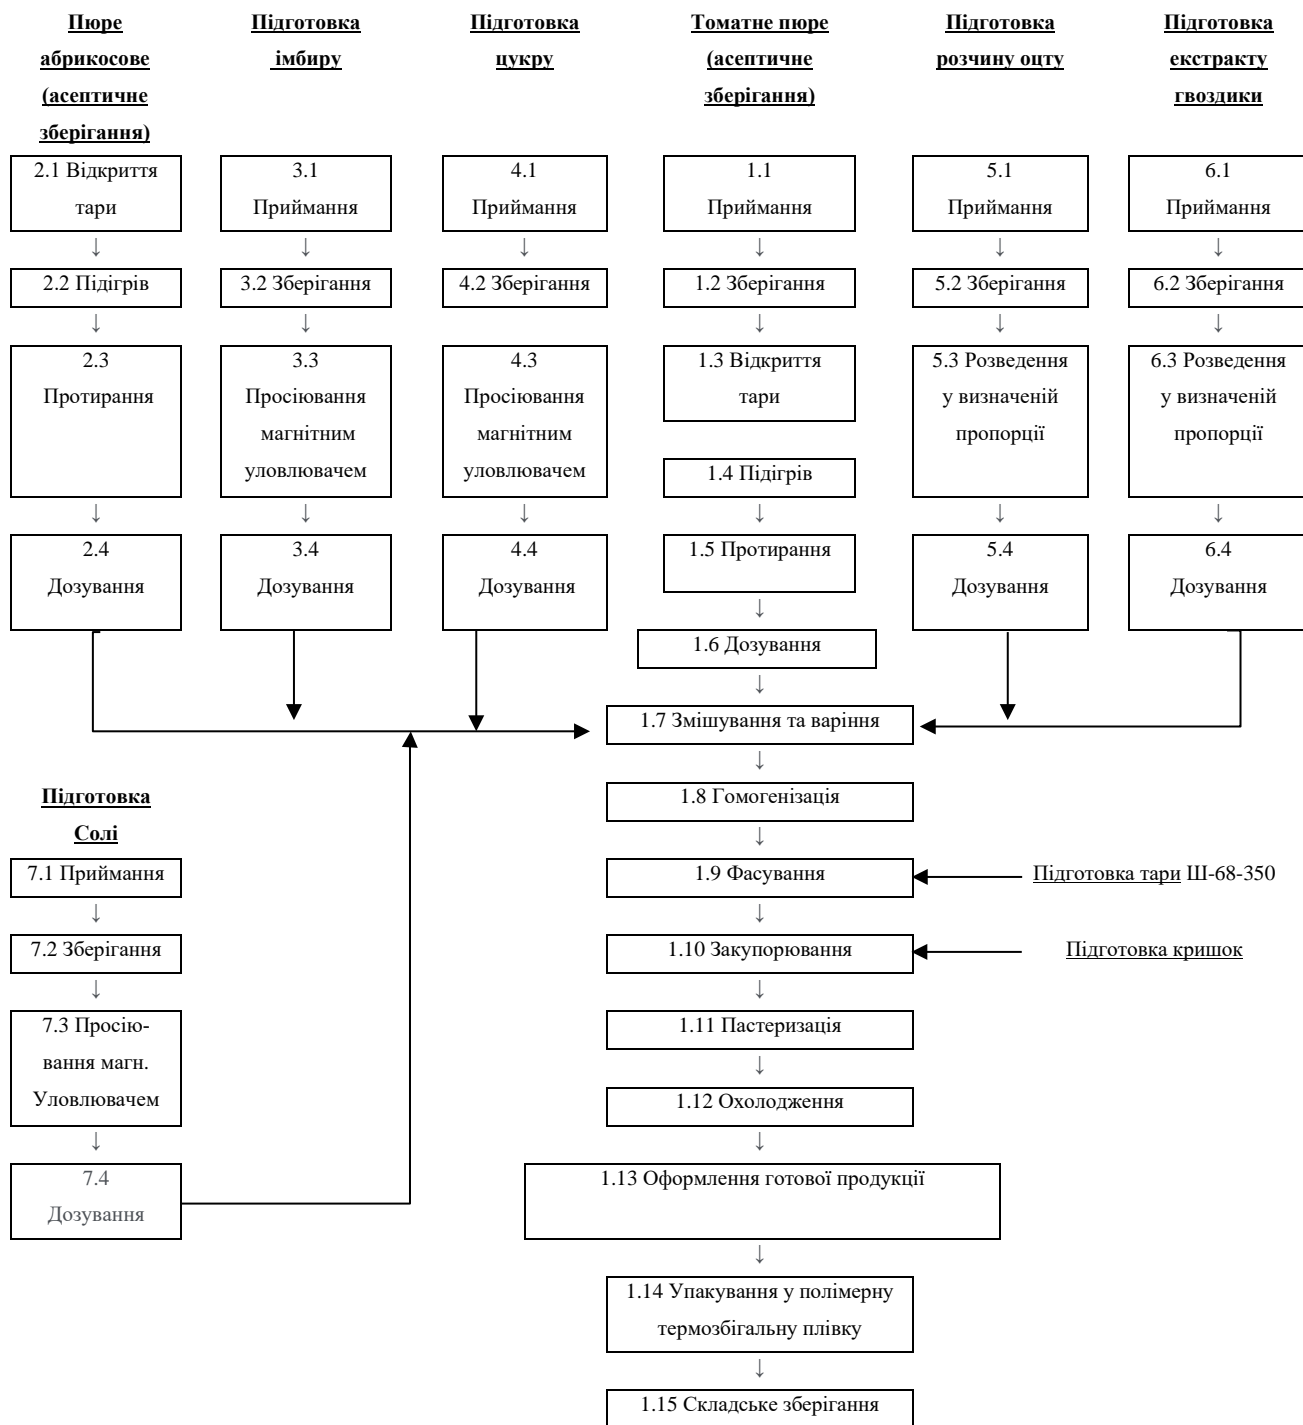 Пюре
абрикосове
(асептичне
зберігання)
Підготовка
імбиру
Підготовка
цукру
Томатне пюре
(асептичне
зберігання)
Підготовка
розчину оцту
Підготовка
екстракту
гвоздики
2.1 Відкриття
тари
3.1
Приймання
4.1
Приймання
1.1
Приймання
5.1
Приймання
6.1
Приймання
↓
↓
↓
↓
↓
↓
2.2 Підігрів
3.2 Зберігання
4.2 Зберігання
1.2 Зберігання
5.2 Зберігання
6.2 Зберігання
↓
↓
↓
↓
↓
↓
2.3
Протирання
3.3
Просіювання
магнітним
уловлювачем
4.3
Просіювання
магнітним
уловлювачем
1.3 Відкриття
тари
5.3 Розведення
у визначеній
пропорції
6.3 Розведення
у визначеній
пропорції
1.4 Підігрів
↓
↓
↓
↓
↓
↓
2.4
Дозування
3.4
Дозування
4.4
Дозування
1.5 Протирання
5.4
Дозування
6.4
Дозування
↓
1.6 Дозування
↓
1.7 Змішування та варіння
↓
Підготовка
Солі
1.8 Гомогенізація
↓
7.1 Приймання
1.9 Фасування
Підготовка тари Ш-68-350
↓
↓
7.2 Зберігання
1.10 Закупорювання
Підготовка кришок
↓
↓
7.3 Просію-
вання магн.
Уловлювачем
1.11 Пастеризація
↓
1.12 Охолодження
↓
↓
7.4
Дозування
1.13 Оформлення готової продукції
↓
1.14 Упакування у полімерну
термозбігальну плівку
↓
1.15 Складське зберігання